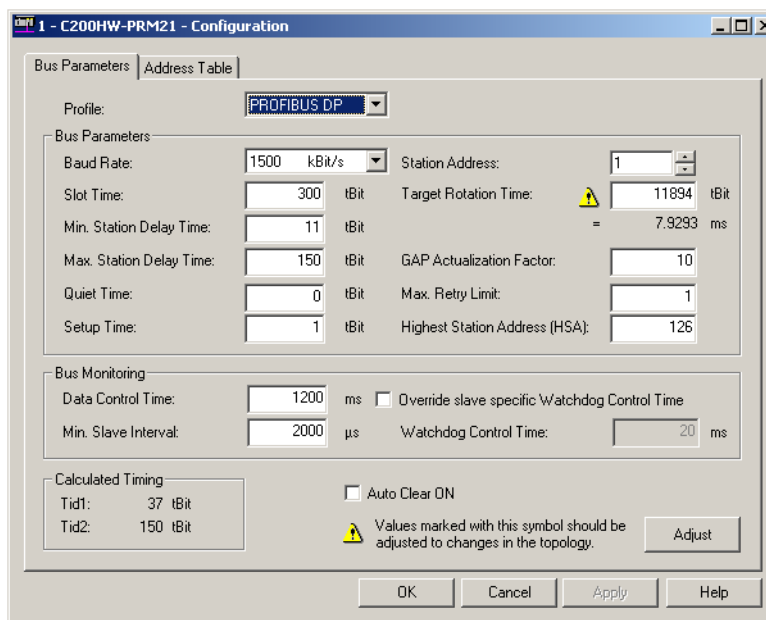 1 - C200HW-PRM21 - Configuration
Bus Parameters Address Table
Profile: PROFIBUS DP
Bus Parameters
Baud Rate: 1500 kBit/s Station Address: 1
Slot Time: 300 tBit Target Rotation Time: 11894 tBit
Min. Station Delay Time: 11 tBit = 7.9293 ms
Max. Station Delay Time: 150 tBit GAP Actualization Factor: 10
Quiet Time: 0 tBit Max. Retry Limit: 1
Setup Time: 1 tBit Highest Station Address (HSA): 126
Bus Monitoring
Data Control Time: 1200 ms Override slave specific Watchdog Control Time
Min. Slave Interval: 2000 µs Watchdog Control Time: 20 ms
Calculated Timing
Tid1: 37 tBit
Tid2: 150 tBit
Auto Clear ON
Values marked with this symbol should be
adjusted to changes in the topology.
Adjust
OK Cancel Apply Help